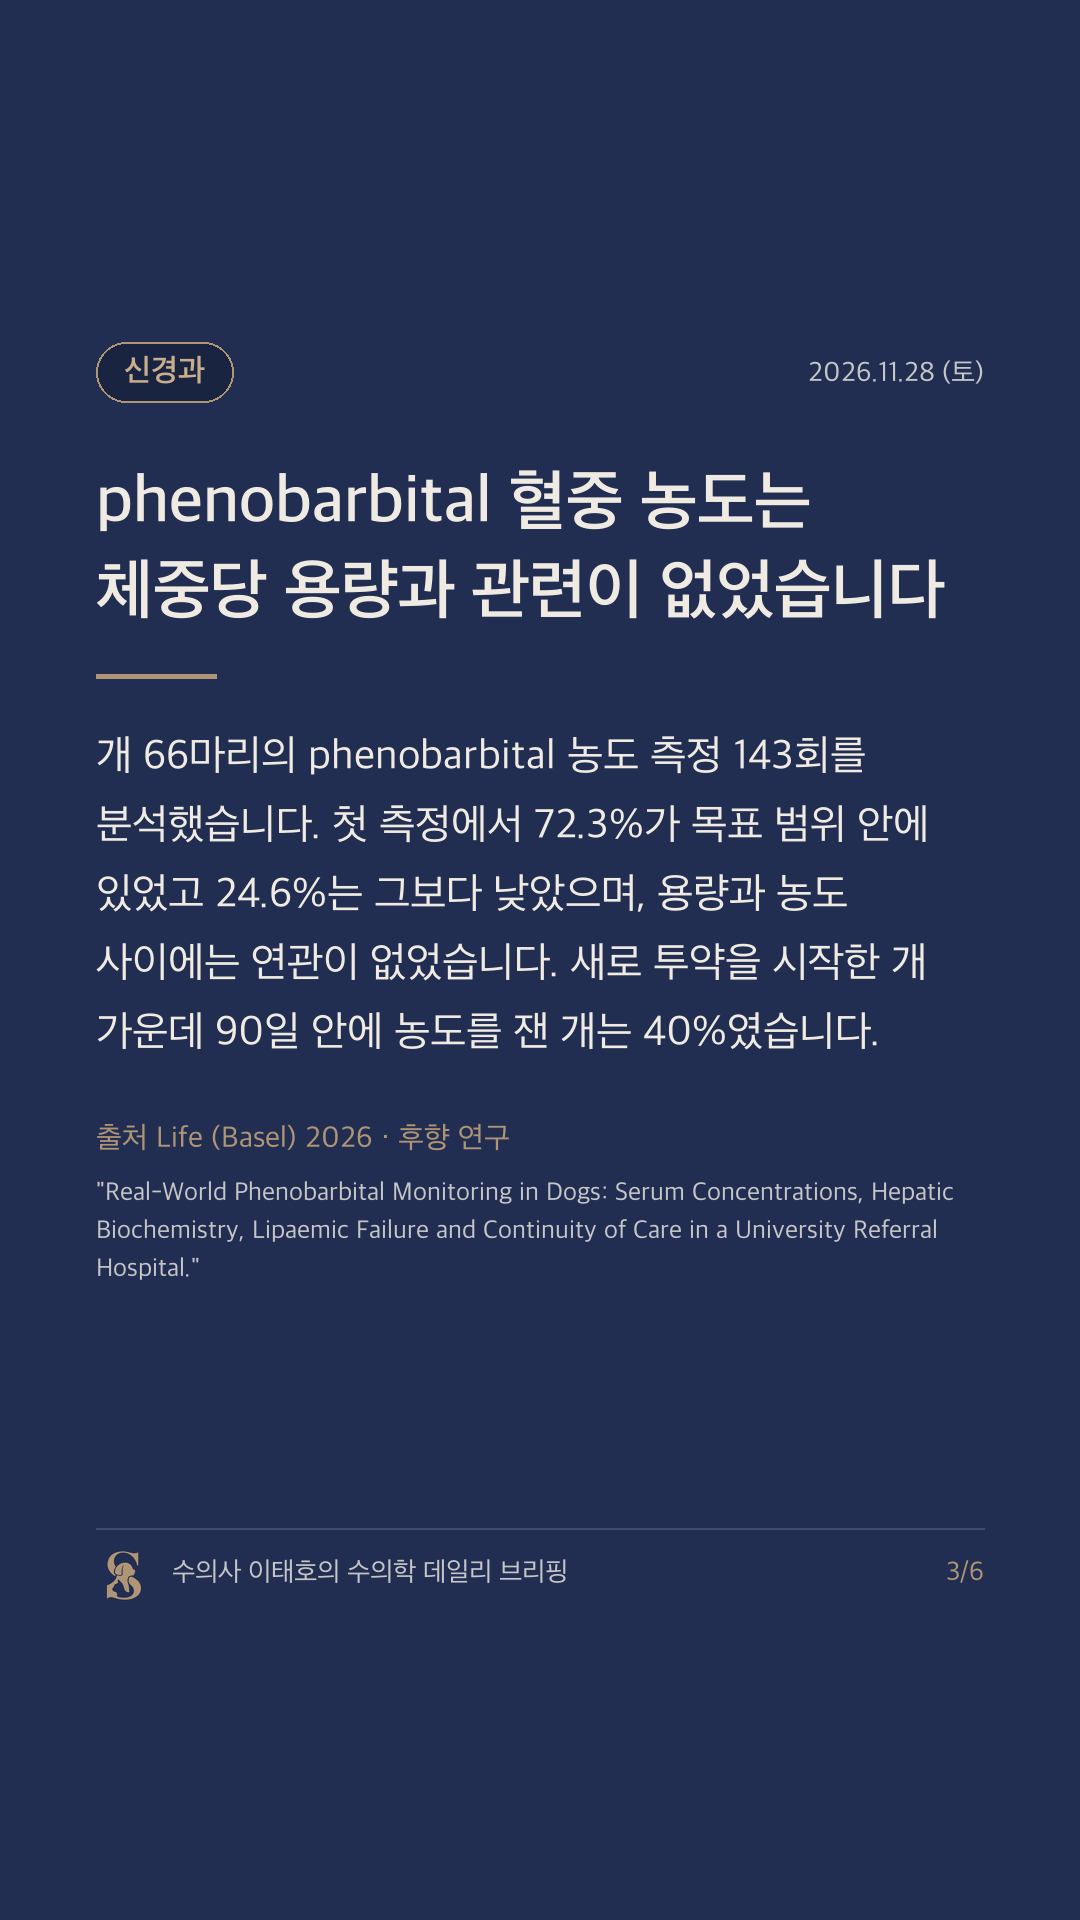 신경과
2026.11.28 (토)
phenobarbital 혈중 농도는
체중당 용량과 관련이 없었습니다
개 66마리의 phenobarbital 농도 측정 143회를
분석했습니다. 첫 측정에서 72.3%가 목표 범위 안에
있었고 24.6%는 그보다 낮았으며, 용량과 농도
사이에는 연관이 없었습니다. 새로 투약을 시작한 개
가운데 90일 안에 농도를 잰 개는 40%였습니다.
출처 Life (Basel) 2026 · 후향 연구
"Real-World Phenobarbital Monitoring in Dogs: Serum Concentrations, Hepatic
Biochemistry, Lipaemic Failure and Continuity of Care in a University Referral
Hospital."
수의사 이태호의 수의학 데일리 브리핑
3/6